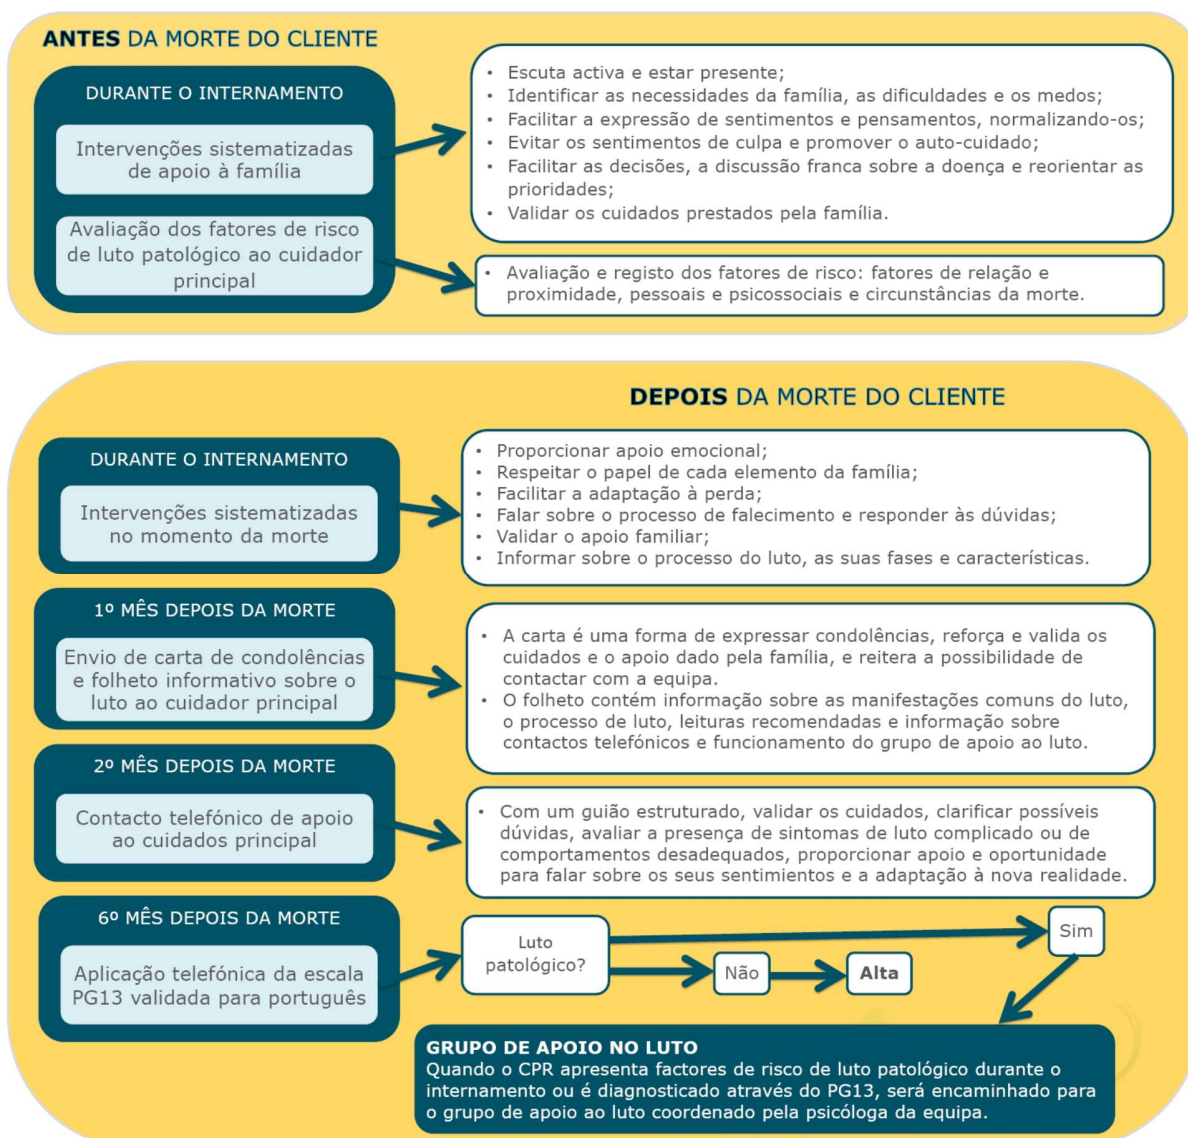 ANTES DA MORTE DO CLIENTE
DURANTE O INTERNAMENTO
Intervenções sistematizadas
de apoio à família
• Escuta activa e estar presente;
• Identificar as necessidades da família, as dificuldades e os medos;
• Facilitar a expressão de sentimentos e pensamentos, normalizando-os;
• Evitar os sentimentos de culpa e promover o auto-cuidado;
• Facilitar as decisões, a discussão franca sobre a doença e reorientar as
prioridades;
• Validar os cuidados prestados pela família.
Avaliação dos fatores de risco
de luto patológico ao cuidador
principal
• Avaliação e registo dos fatores de risco: fatores de relação e
proximidade, pessoais e psicossociais e circunstâncias da morte.
DEPOIS DA MORTE DO CLIENTE
DURANTE O INTERNAMENTO
Intervenções sistematizadas
no momento da morte
• Proporcionar apoio emocional;
• Respeitar o papel de cada elemento da família;
• Facilitar a adaptação à perda;
• Falar sobre o processo de falecimento e responder às dúvidas;
• Validar o apoio familiar;
• Informar sobre o processo do luto, as suas fases e características.
1º MÊS DEPOIS DA MORTE
Envio de carta de condolências
e folheto informativo sobre o
luto ao cuidador principal
• A carta é uma forma de expressar condolências, reforça e valida os
cuidados e o apoio dado pela família, e reitera a possibilidade de
contactar com a equipa.
• O folheto contém informação sobre as manifestações comuns do luto,
o processo de luto, leituras recomendadas e informação sobre
contactos telefónicos e funcionamento do grupo de apoio ao luto.
2º MÊS DEPOIS DA MORTE
Contacto telefónico de apoio
ao cuidados principal
• Com um guião estruturado, validar os cuidados, clarificar possíveis
dúvidas, avaliar a presença de sintomas de luto complicado ou de
comportamentos desadequados, proporcionar apoio e oportunidade
para falar sobre os seus sentimientos e a adaptação à nova realidade.
6º MÊS DEPOIS DA MORTE
Aplicação telefónica da escala
PG13 validada para português
Luto
patológico?
Sim
Não
Alta
GRUPO DE APOIO NO LUTO
Quando o CPR apresenta factores de risco de luto patológico durante o
internamento ou é diagnosticado através do PG13, será encaminhado para
o grupo de apoio ao luto coordenado pela psicóloga da equipa.